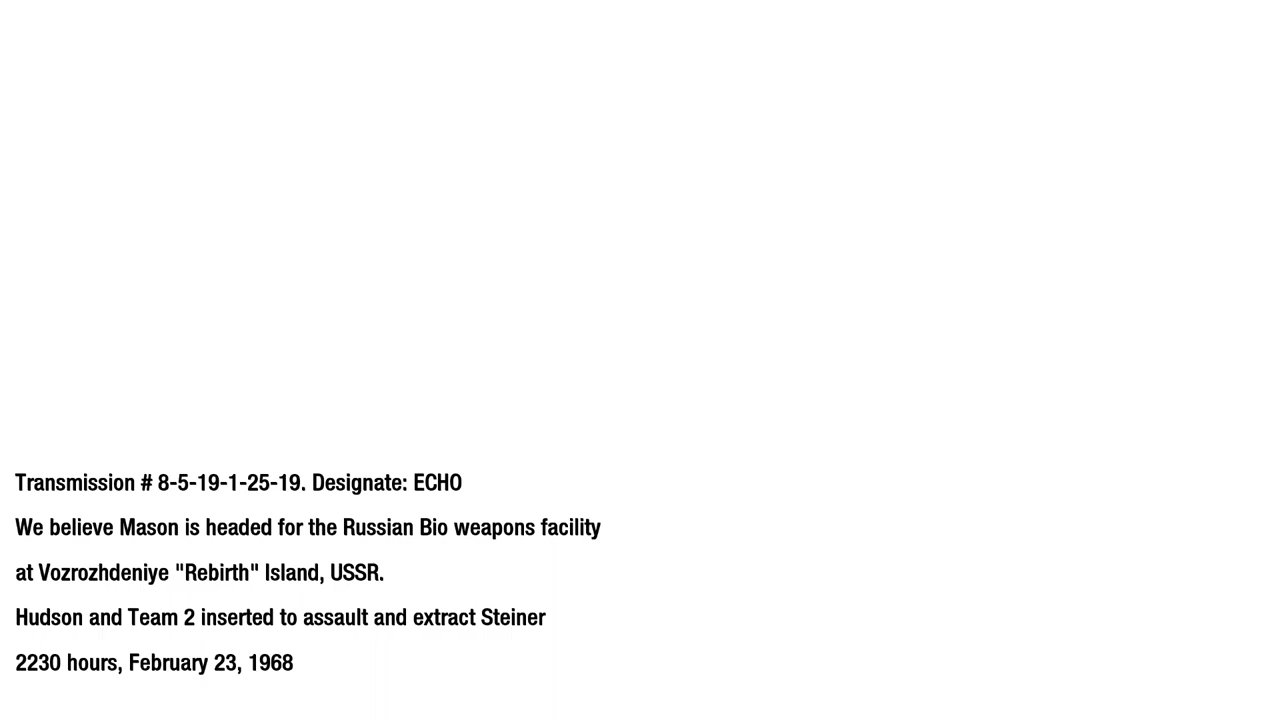 Transmission # 8-5-19-1-25-19. Designate: ECHO
We believe Mason is headed for the Russian Bio weapons facility
at Vozrozhdeniye "Rebirth" Island, USSR.
Hudson and Team 2 inserted to assault and extract Steiner
2230 hours, February 23, 1968